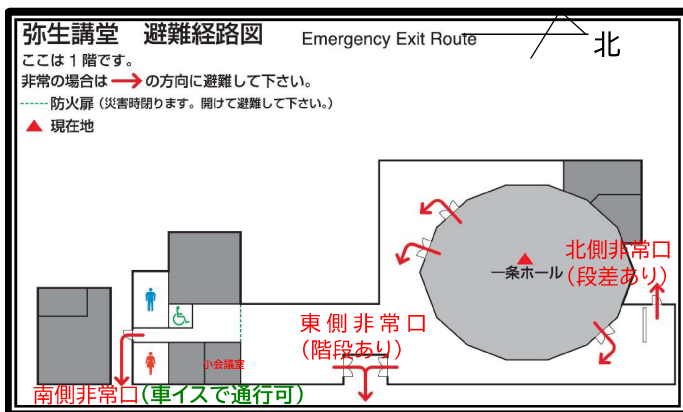 弥生講堂　避難経路図　Emergency Exit Route
北
ここは1階です。
非常の場合は→の方向に避難して下さい。
防火扉（災害時閉ります。開けて避難して下さい。）
▲ 現在地
北側非常口
（段差あり）
一条ホール
東側非常口
（階段あり）
小会議室
南側非常口（車イスで通行可）